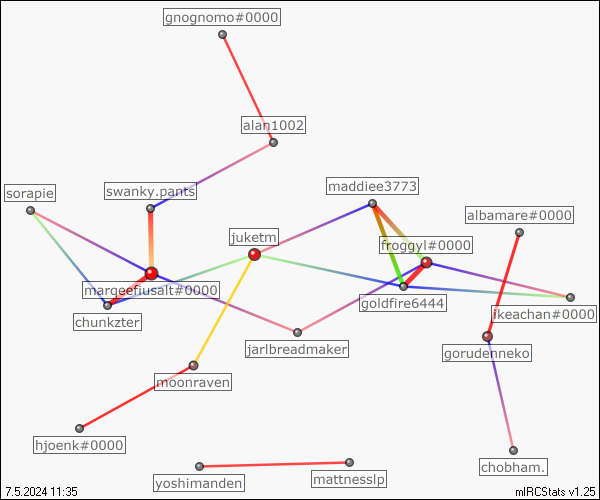 gnognomo#0000
alan1002
maddiee3773
sorapie
swanky.pants
albamare#0000
juketm
froggyl#0000
margeefiusalt#0000
goldfire6444
ikeachan#0000
chunkzter
jarlbreadmaker
gorudenneko
moonraven
hjoenk#0000
chobham.
mattnesslp
yoshimanden
7.5.2024 11:35
mIRCStats v1.25